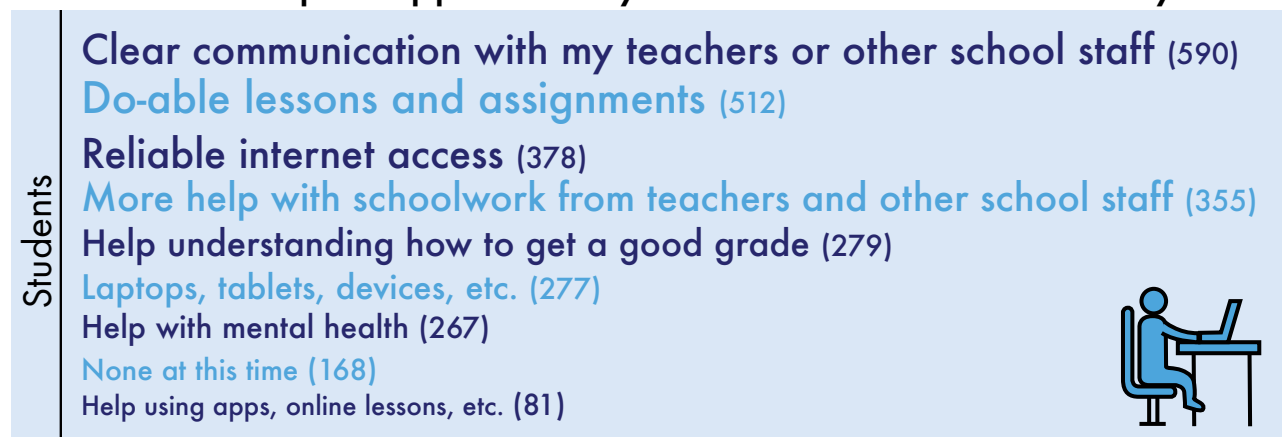 Students
Clear communication with my teachers or other school staff (590)
Do-able lessons and assignments (512)
Reliable internet access (378)
More help with schoolwork from teachers and other school staff (355)
Help understanding how to get a good grade (279)
Laptops, tablets, devices, etc. (277)
Help with mental health (267)
None at this time (168)
Help using apps, online lessons, etc. (81)